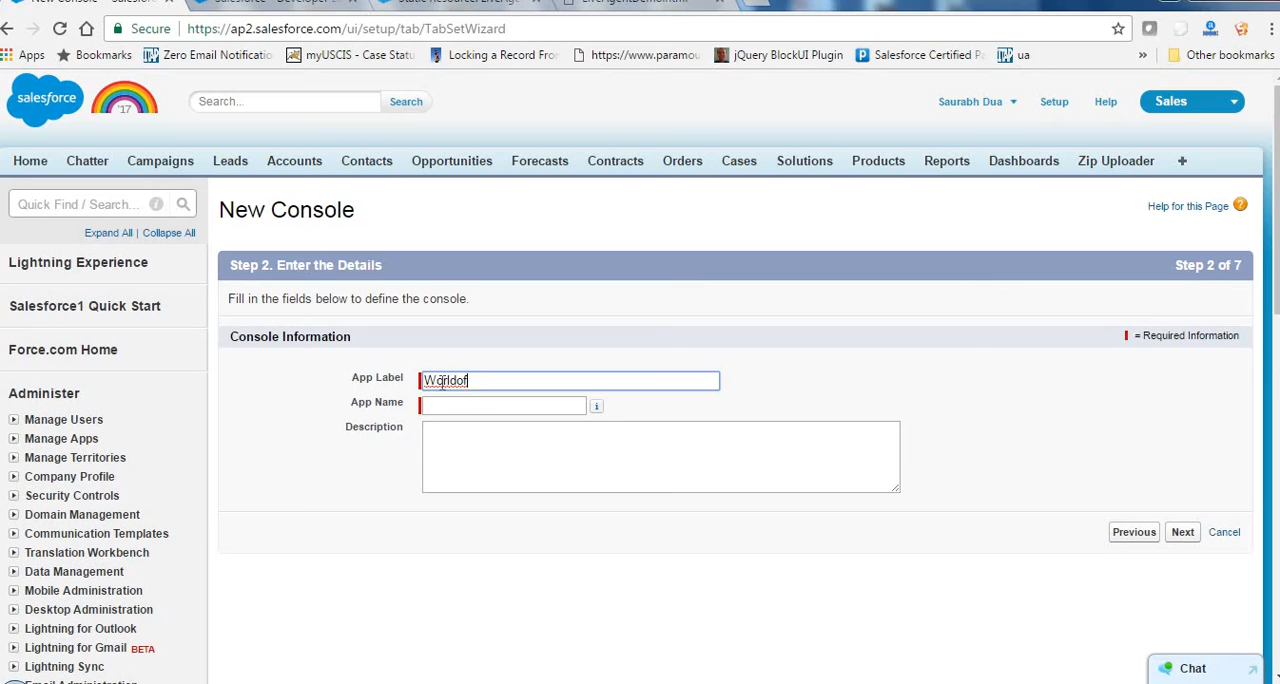 Secure https://ap2.salesforce.com/ui/setup/tab/TabSetWizard
Apps Bookmarks Zero Email Notificatio myUSCIS - Case Statu Locking a Record Fro https://www.paramou jQuery BlockUI Plugin Salesforce Certified Pa ua » Other bookmarks
salesforce '17 Search... Search Saurabh Dua Setup Help Sales
Home Chatter Campaigns Leads Accounts Contacts Opportunities Forecasts Contracts Orders Cases Solutions Products Reports Dashboards Zip Uploader +
Quick Find / Search... i
Expand All | Collapse All
Lightning Experience
Salesforce1 Quick Start
Force.com Home
Administer
Manage Users
Manage Apps
Manage Territories
Company Profile
Security Controls
Domain Management
Communication Templates
Translation Workbench
Data Management
Mobile Administration
Desktop Administration
Lightning for Outlook
Lightning for Gmail BETA
Lightning Sync
New Console
Help for this Page ?
Step 2. Enter the Details Step 2 of 7
Fill in the fields below to define the console.
Console Information = Required Information
App Label Worldof
App Name i
Description
Previous Next Cancel
Chat